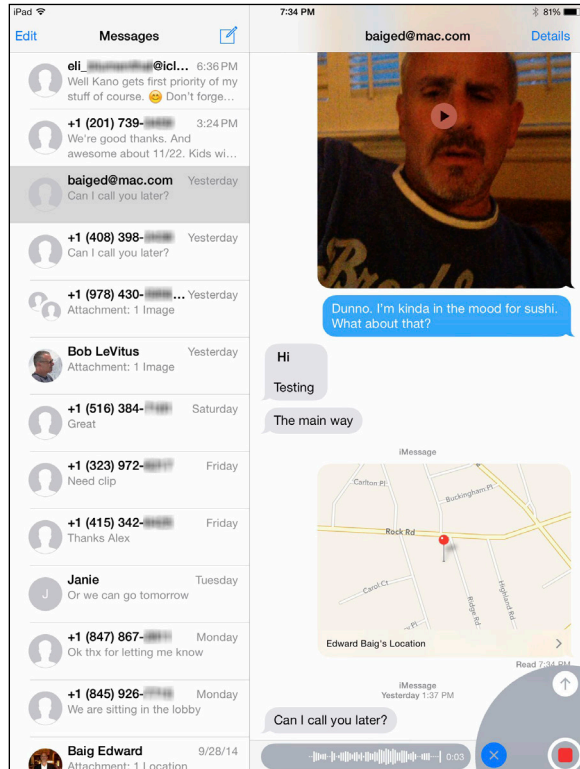 iPad 7:34 PM 81%
Edit Messages
eli_ @icl... 6:36 PM
Well Kano gets first priority of my
stuff of course. 😊 Don't forge...
+1 (201) 739- 3:24 PM
We're good thanks. And
awesome about 11/22. Kids wi...
baiged@mac.com Yesterday
Can I call you later?
+1 (408) 398- Yesterday
Can I call you later?
+1 (978) 430- ... Yesterday
Attachment: 1 Image
Bob LeVitus Yesterday
Attachment: 1 Image
+1 (516) 384- Saturday
Great
+1 (323) 972- Friday
Need clip
+1 (415) 342- Friday
Thanks Alex
J
Janie Tuesday
Or we can go tomorrow
+1 (847) 867- Monday
Ok thx for letting me know
+1 (845) 926- Monday
We are sitting in the lobby
Baig Edward 9/28/14
Attachment: 1 Location
baiged@mac.com Details
Dunno. I'm kinda in the mood for sushi.
What about that?
Hi
Testing
The main way
iMessage
Carlton Pl.
Buckingham Pl.
Rock Rd
Carol Ct
Ridge Rd
Highland Rd
Edward Baig's Location
Read 7:34 PM
iMessage
Yesterday 1:37 PM
Can I call you later?
0:03